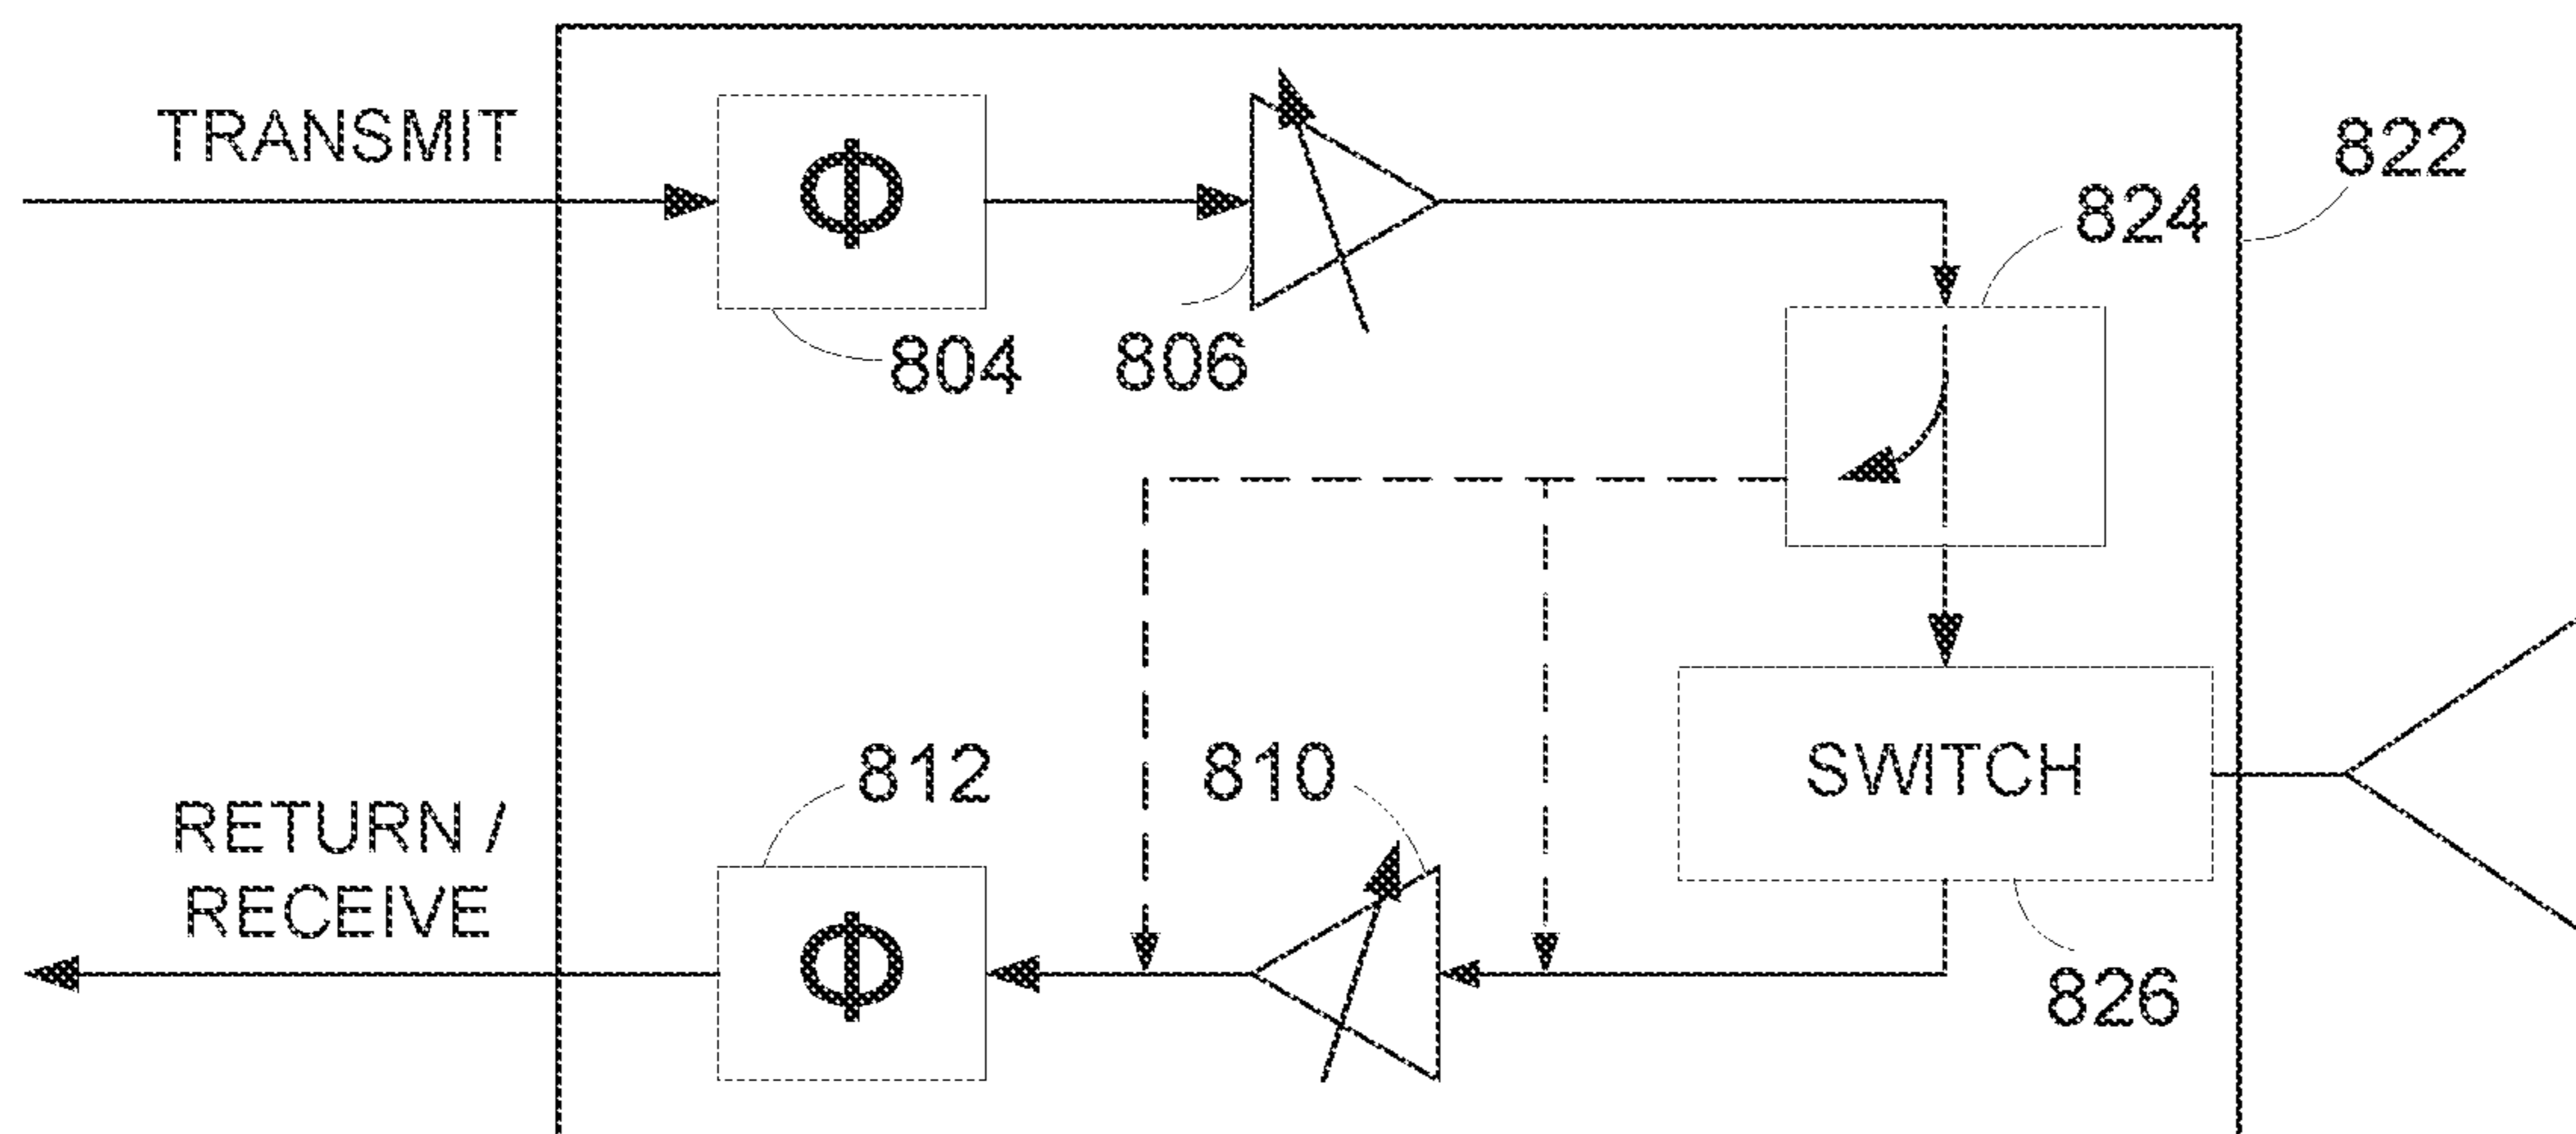 TRANSMIT
Φ
822
824
804
806
812
810
SWITCH
RETURN /
RECEIVE
Φ
826